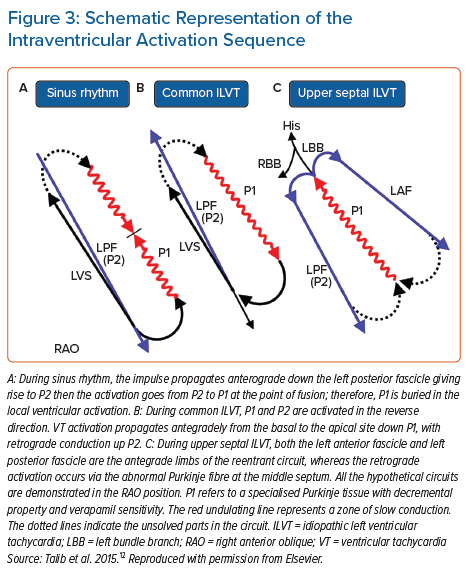 Figure 3: Schematic Representation of the
Intraventricular Activation Sequence
A Sinus rhythm B Common ILVT C Upper septal ILVT
His
LBB
RBB
LAF
P1
LPF
(P2)
LVS
P1
LPF
(P2)
LVS
P1
LPF
(P2)
RAO
A: During sinus rhythm, the impulse propagates anterograde down the left posterior fascicle giving
rise to P2 then the activation goes from P2 to P1 at the point of fusion; therefore, P1 is buried in the
local ventricular activation. B: During common ILVT, P1 and P2 are activated in the reverse
direction. VT activation propagates antegradely from the basal to the apical site down P1, with
retrograde conduction up P2. C: During upper septal ILVT, both the left anterior fascicle and left
posterior fascicle are the antegrade limbs of the reentrant circuit, whereas the retrograde
activation occurs via the abnormal Purkinje fibre at the middle septum. All the hypothetical circuits
are demonstrated in the RAO position. P1 refers to a specialised Purkinje tissue with decremental
property and verapamil sensitivity. The red undulating line represents a zone of slow conduction.
The dotted lines indicate the unsolved parts in the circuit. ILVT = idiopathic left ventricular
tachycardia; LBB = left bundle branch; RAO = right anterior oblique; VT = ventricular tachycardia
Source: Talib et al. 2015.12 Reproduced with permission from Elsevier.